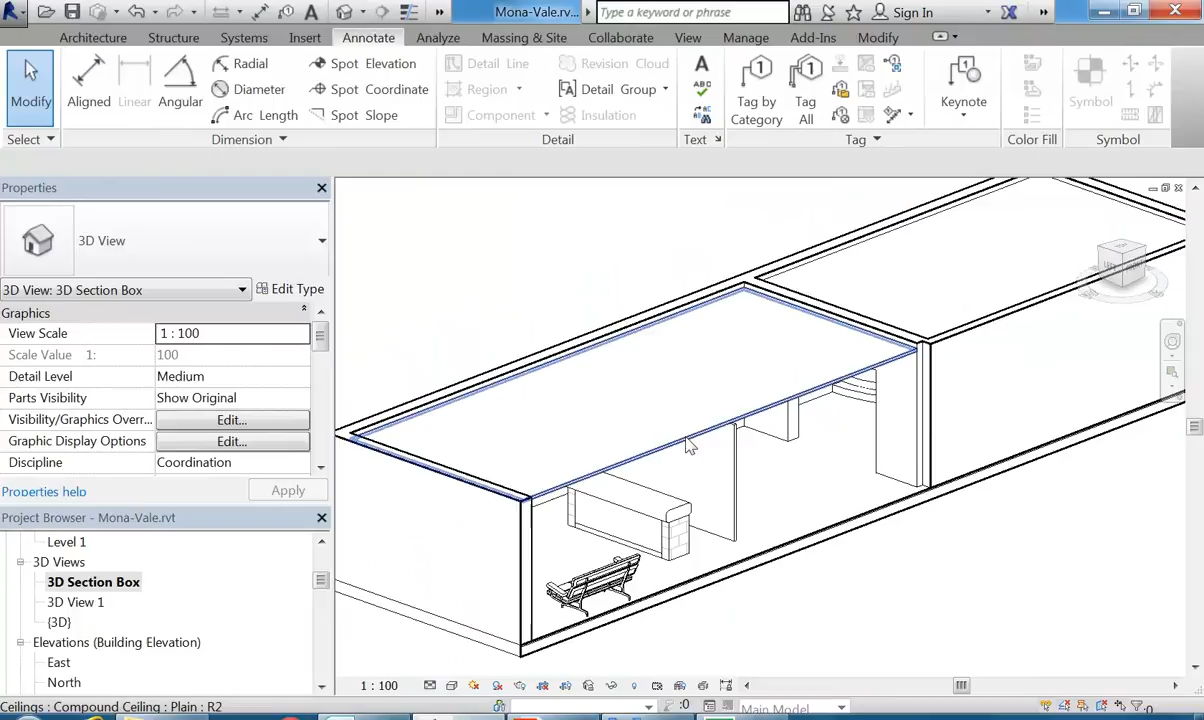 Mona-Vale.rv...
Type a keyword or phrase
Sign In
Architecture Structure Systems Insert Annotate Analyze Massing & Site Collaborate View Manage Add-Ins Modify
Modify
Aligned
Linear
Angular
Radial
Diameter
Arc Length
Spot Elevation
Spot Coordinate
Spot Slope
Detail Line
Region
Component
Revision Cloud
Detail Group
Insulation
A
ABC
Tag by
Category
Tag
All
Keynote
Symbol
Select
Dimension
Detail
Text
Tag
Color Fill
Symbol
Properties
3D View
3D View: 3D Section Box
Edit Type
Graphics
View Scale 1 : 100
Scale Value 1: 100
Detail Level Medium
Parts Visibility Show Original
Visibility/Graphics Overr... Edit...
Graphic Display Options Edit...
Discipline Coordination
Properties help
Apply
Project Browser - Mona-Vale.rvt
Level 1
3D Views
3D Section Box
3D View 1
{3D}
Elevations (Building Elevation)
East
North
1 : 100
Ceilings : Compound Ceiling : Plain : R2
:0
Main Model
:0